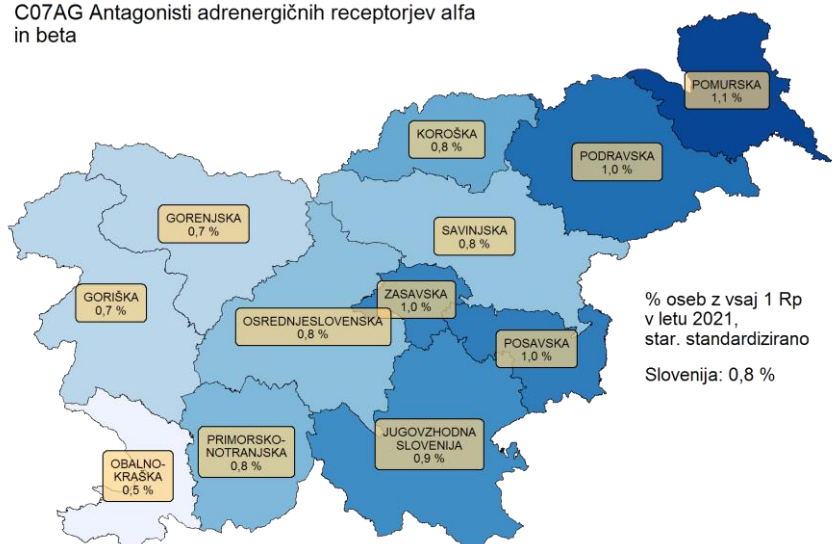 C07AG Antagonisti adrenergičnih receptorjev alfa
in beta
POMURSKA
1,1 %
KOROŠKA
0,8 %
PODRAVSKA
1,0 %
GORENJSKA
0,7 %
SAVINJSKA
0,8 %
GORIŠKA
0,7 %
ZASAVSKA
1,0 %
OSREDNJESLOVENSKA
0,8 %
POSAVSKA
1,0 %
% oseb z vsaj 1 Rp
v letu 2021,
star. standardizirano
Slovenija: 0,8 %
PRIMORSKO-
NOTRANJSKA
0,8 %
JUGOVZHODNA
SLOVENIJA
0,9 %
OBALNO-
KRAŠKA
0,5 %